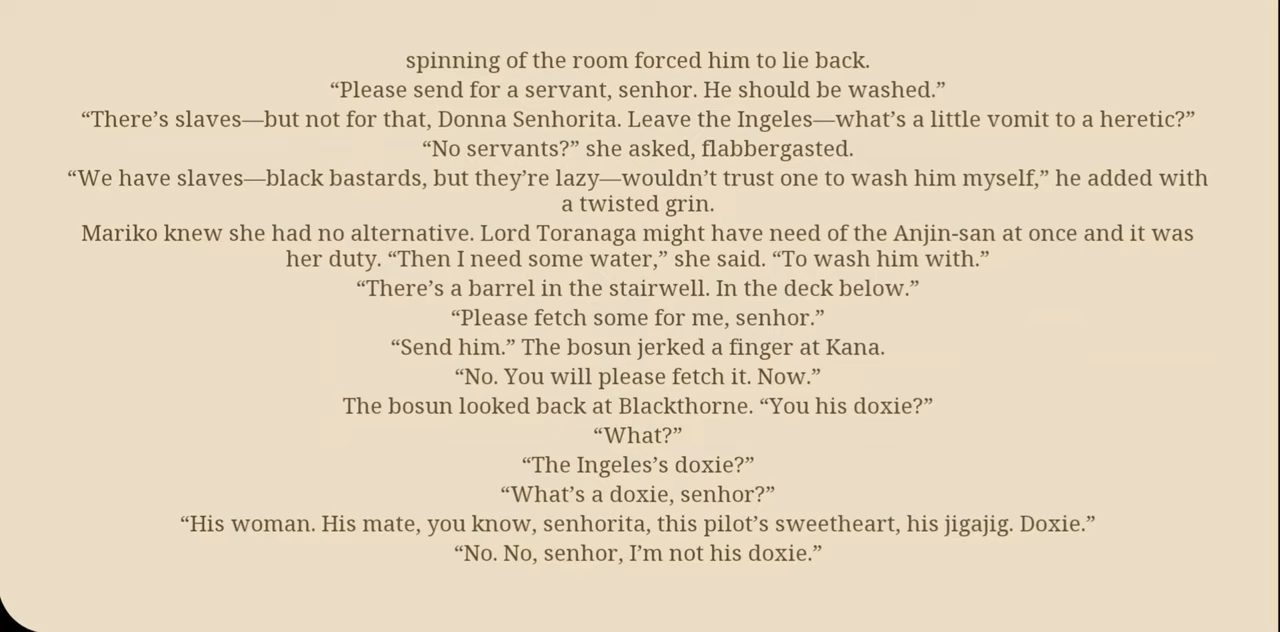 spinning of the room forced him to lie back.
“Please send for a servant, senhor. He should be washed.”
“There’s slaves—but not for that, Donna Senhorita. Leave the Ingeles—what’s a little vomit to a heretic?”
“No servants?” she asked, flabbergasted.
“We have slaves—black bastards, but they’re lazy—wouldn’t trust one to wash him myself,” he added with
a twisted grin.
Mariko knew she had no alternative. Lord Toranaga might have need of the Anjin-san at once and it was
her duty. “Then I need some water,” she said. “To wash him with.”
“There’s a barrel in the stairwell. In the deck below.”
“Please fetch some for me, senhor.”
“Send him.” The bosun jerked a finger at Kana.
“No. You will please fetch it. Now.”
The bosun looked back at Blackthorne. “You his doxie?”
“What?”
“The Ingeles’s doxie?”
“What’s a doxie, senhor?”
“His woman. His mate, you know, senhorita, this pilot’s sweetheart, his jigajig. Doxie.”
“No. No, senhor, I’m not his doxie.”